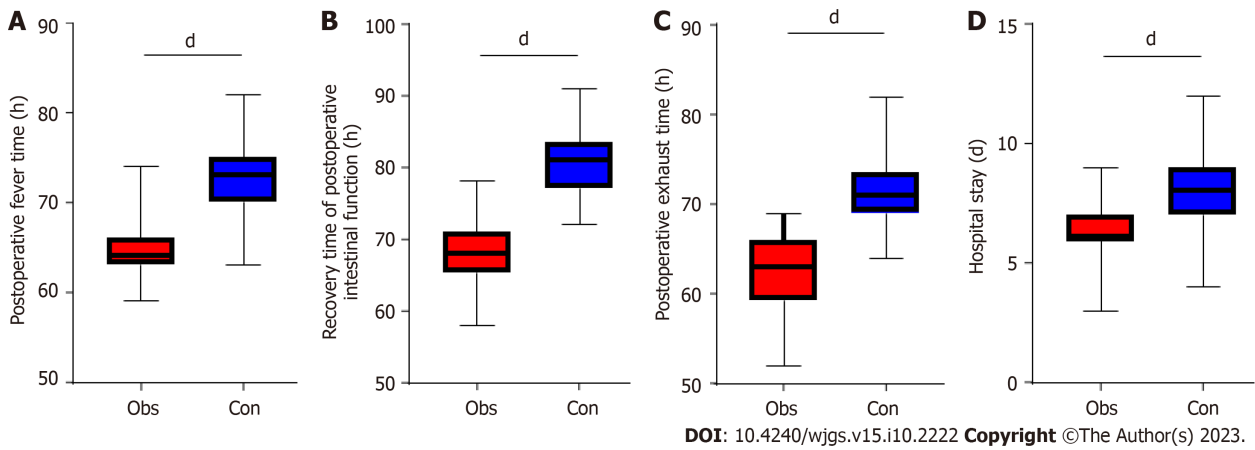 A
Postoperative fever time (h)
90
80
70
60
50
d
Obs
Con
B
Recovery time of postoperative
intestinal function (h)
100
90
80
70
60
50
d
Obs
Con
C
Postoperative exhaust time (h)
90
80
70
60
50
d
Obs
Con
D
Hospital stay (d)
15
10
5
0
d
Obs
Con
DOI: 10.4240/wjgs.v15.i10.2222 Copyright ©The Author(s) 2023.